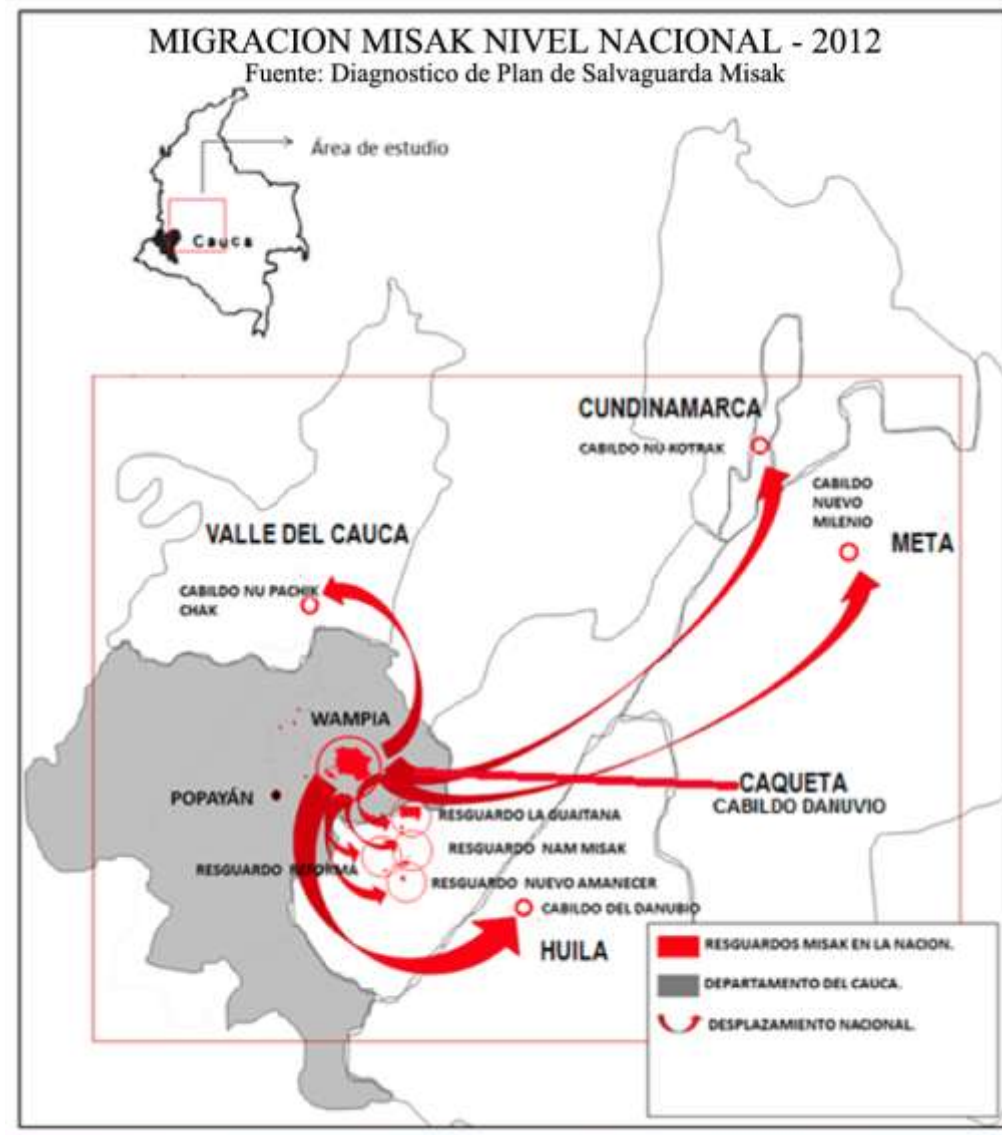 MIGRACION MISAK NIVEL NACIONAL - 2012
Fuente: Diagnostico de Plan de Salvaguarda Misak
Área de estudio
Cauca
CUNDINAMARCA
CABILDO NÙ KOTRAK
CABILDO
NUEVO
MILENIO
META
VALLE DEL CAUCA
CABILDO NU PACHIK
CHAK
WAMPIA
POPAYÁN
CAQUETA
CABILDO DANUVIO
RESGUARDO LA GUAITANA
RESGUARDO NAM MISAK
RESGUARDO REFORMA
RESGUARDO NUEVO AMANECER
CABILDO DEL DANUBIO
HUILA
RESGUARDOS MISAK EN LA NACION.
DEPARTAMENTO DEL CAUCA.
DESPLAZAMIENTO NACIONAL.